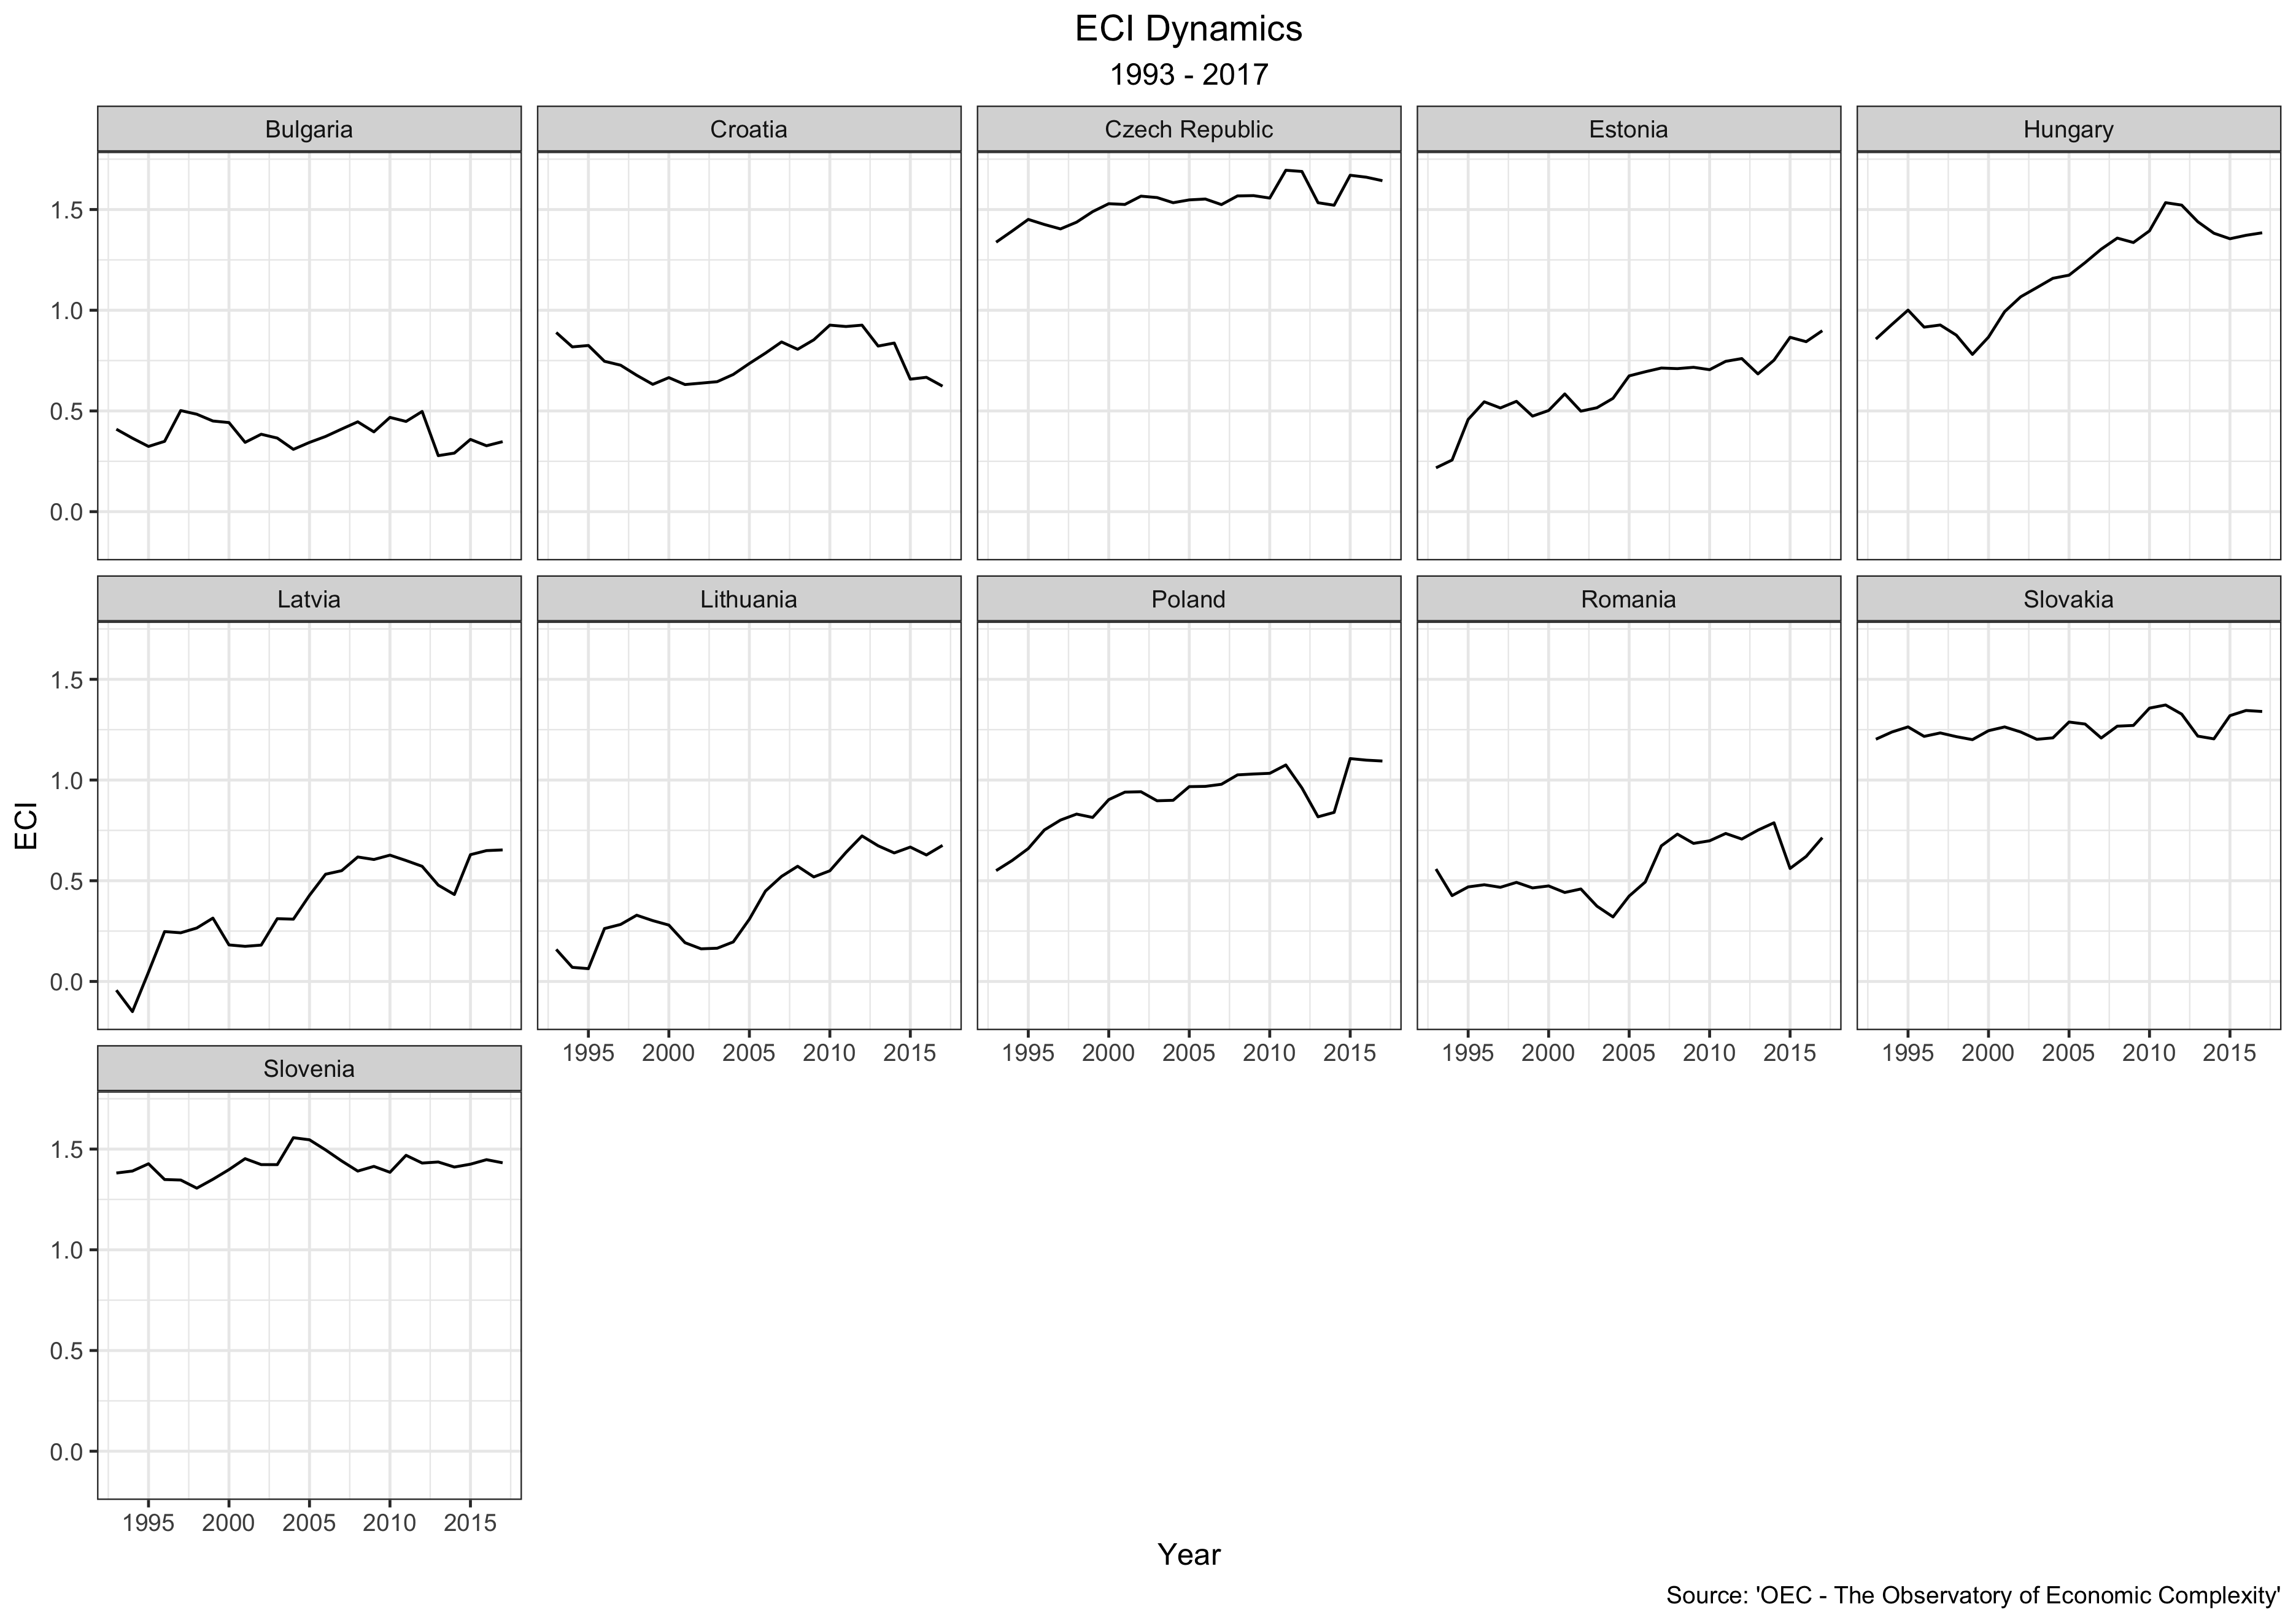 ECI Dynamics
1993 - 2017
Bulgaria Croatia Czech Republic Estonia Hungary
1.5
1.0
0.5
0.0
Latvia Lithuania Poland Romania Slovakia
1.5
1.0
0.5
0.0
ECI
1995 2000 2005 2010 2015 1995 2000 2005 2010 2015 1995 2000 2005 2010 2015 1995 2000 2005 2010 2015
Slovenia
1.5
1.0
0.5
0.0
1995 2000 2005 2010 2015
Year
Source: 'OEC - The Observatory of Economic Complexity'